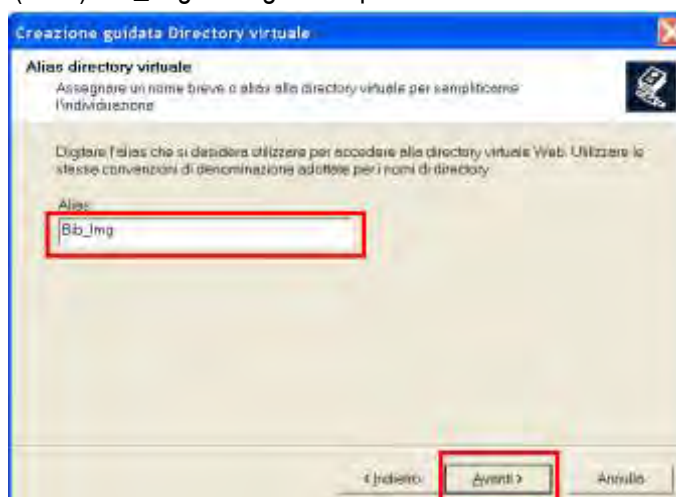 Creazione guidata Directory virtuale
Alias directory virtuale
Assegnare un nome breve o alias alla directory virtuale per semplificarne
l'individuazione
Digitare l'alias che si desidera utilizzare per accedere alla directory virtuale Web. Utilizzare le
stesse convenzioni di denominazione adottate per i nomi di directory.
Alias:
Bib_Img
< Indietro
Avanti >
Annulla